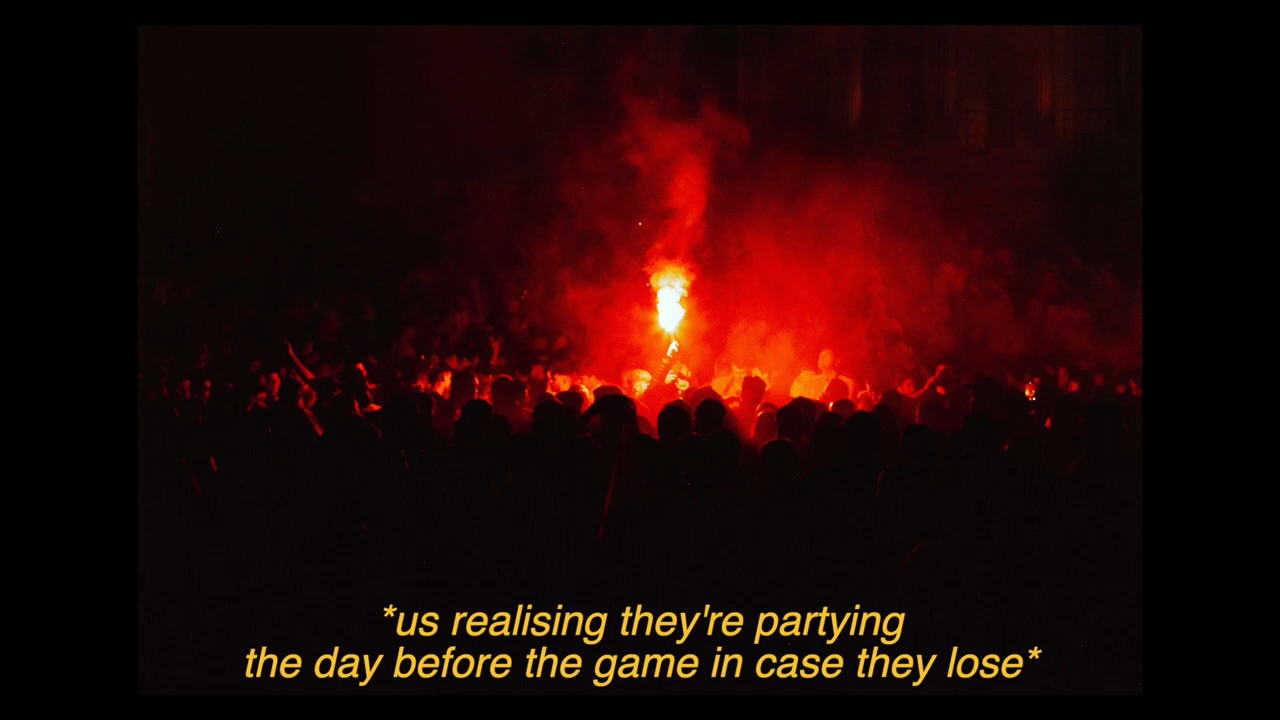 *us realising they're partying
the day before the game in case they lose*